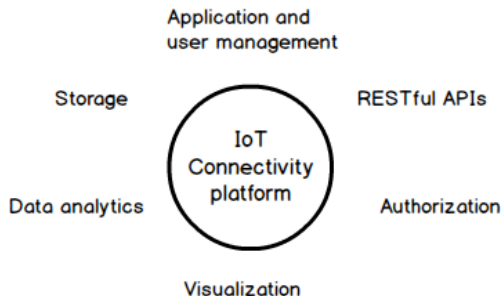 Application and
user management
Storage
RESTful APIs
IoT
Connectivity
platform
Data analytics
Authorization
Visualization